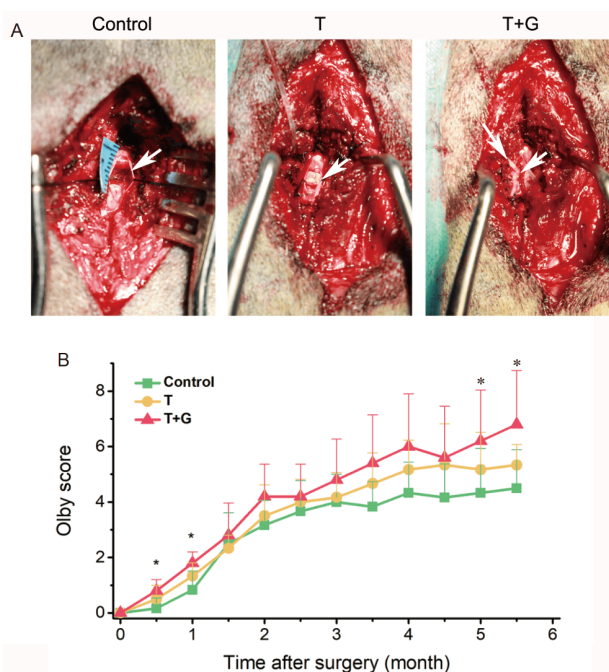 A
Control
T
T+G
B
Control
T
T+G
*
*
*
*
Olby score
8
6
4
2
0
0
1
2
3
4
5
6
Time after surgery (month)